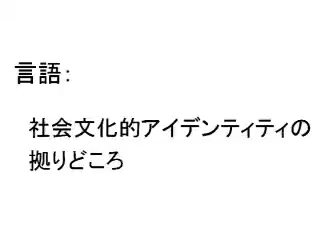 言語：
社会文化的アイデンティティの
拠りどころ